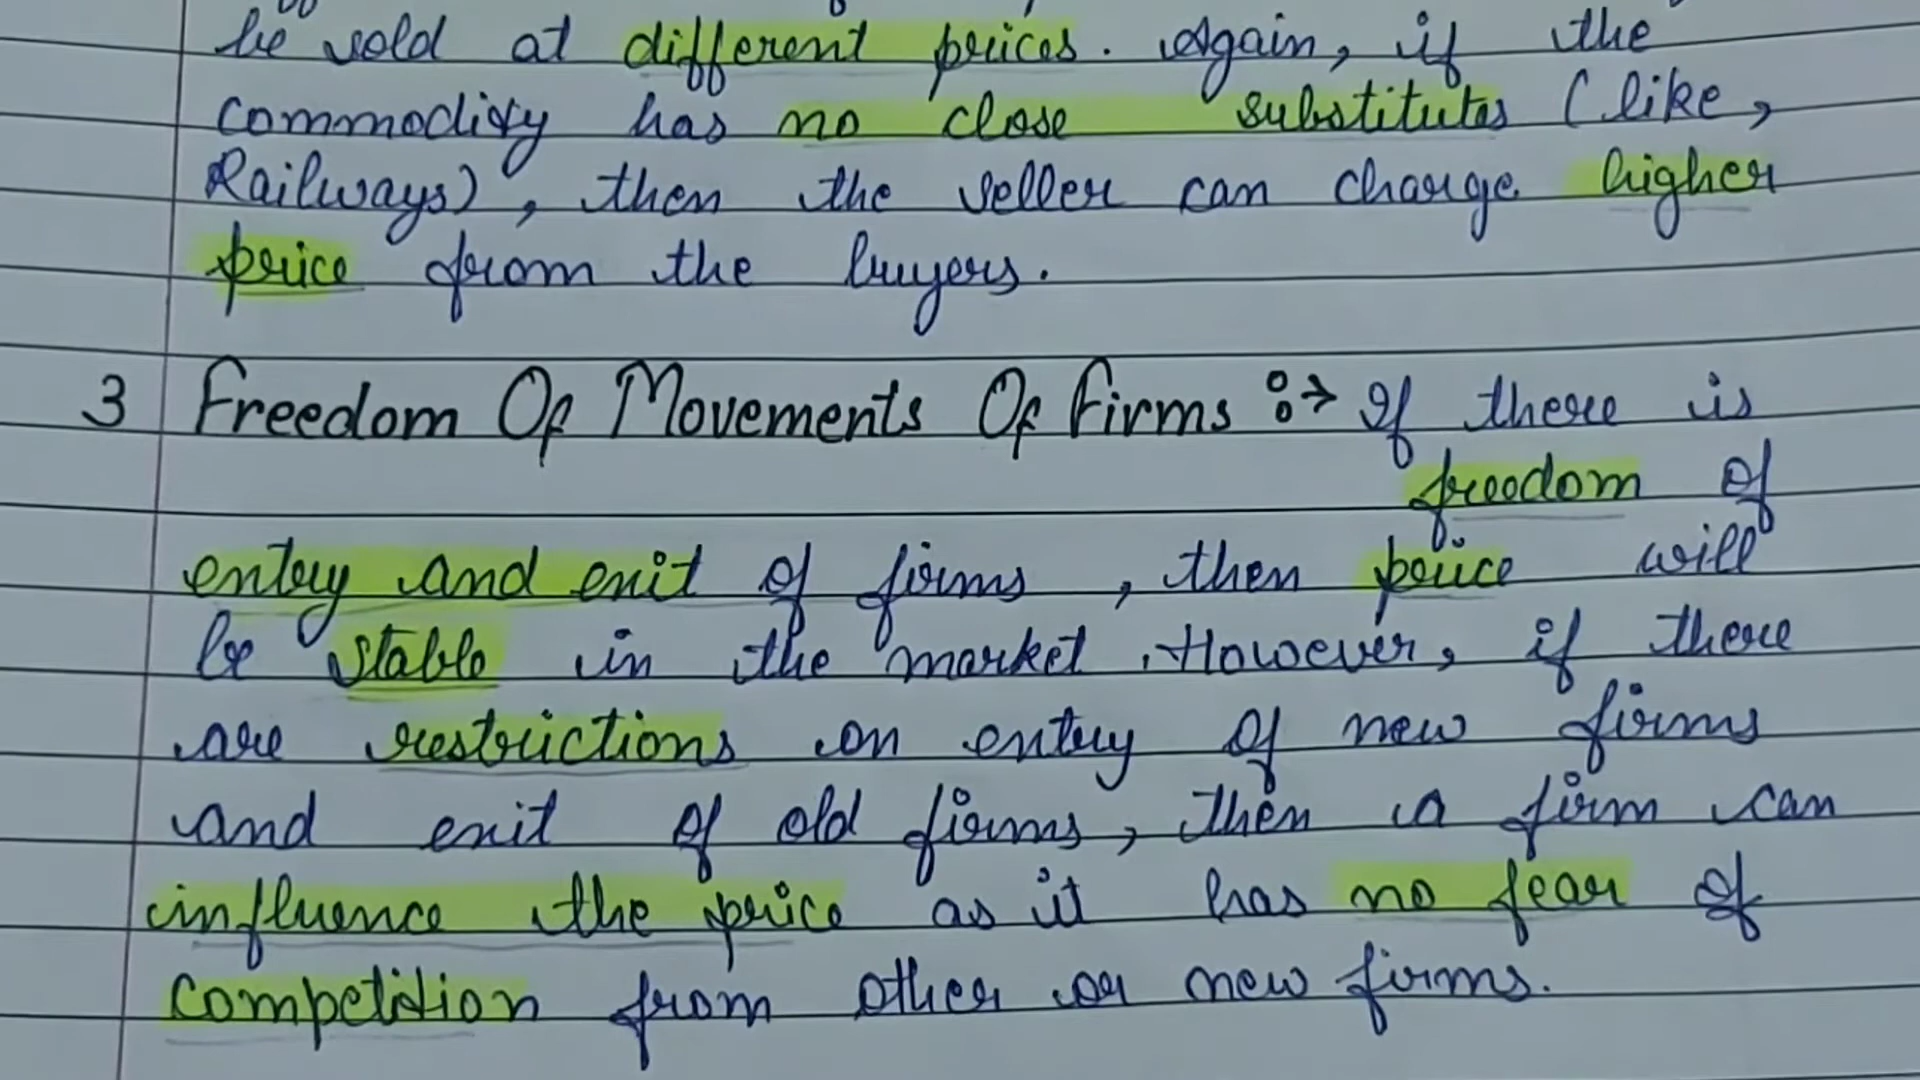 be sold at different prices. Again, if the
commodity has no close substitutes (like,
Railways), then the seller can charge higher
price from the buyers.
3 Freedom Of Movements Of Firms :→ If there is
freedom of
entry and exit of firms, then price will
be stable in the market. However, if there
are restrictions on entry of new firms
and exit of old firms, then a firm can
influence the price as it has no fear of
competition from other or new firms.